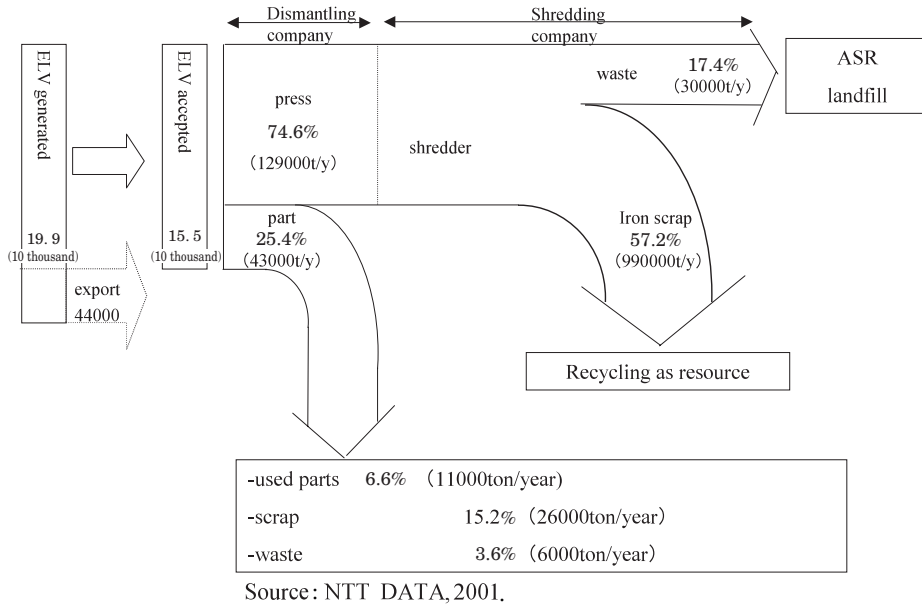 Dismantling
company
Shredding
company
ELV generated
ELV accepted
19.9
(10 thousand)
15.5
(10 thousand)
export
44000
press
74.6%
(129000t/y)
shredder
waste
17.4%
(30000t/y)
ASR
landfill
part
25.4%
(43000t/y)
Iron scrap
57.2%
(990000t/y)
Recycling as resource
-used parts 6.6% (11000ton/year)
-scrap 15.2% (26000ton/year)
-waste 3.6% (6000ton/year)
Source: NTT DATA, 2001.